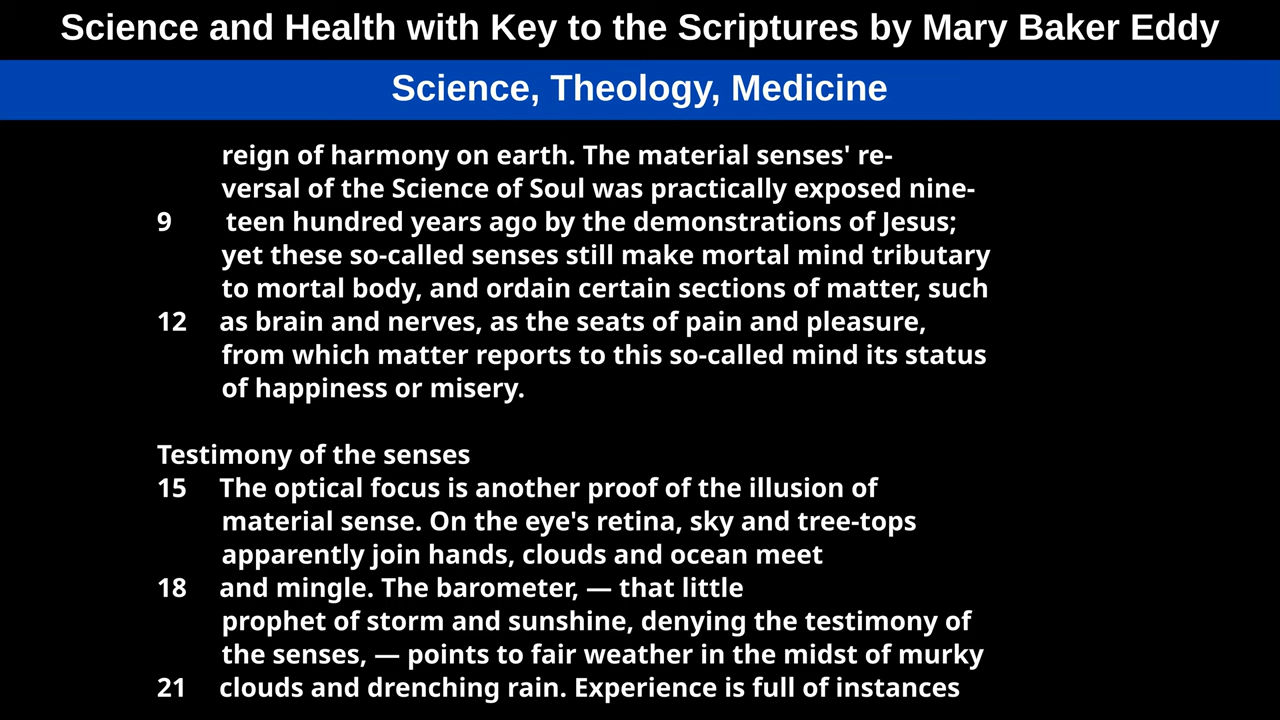 Science and Health with Key to the Scriptures by Mary Baker Eddy
Science, Theology, Medicine
reign of harmony on earth. The material senses' re-
versal of the Science of Soul was practically exposed nine-
9 teen hundred years ago by the demonstrations of Jesus;
yet these so-called senses still make mortal mind tributary
to mortal body, and ordain certain sections of matter, such
12 as brain and nerves, as the seats of pain and pleasure,
from which matter reports to this so-called mind its status
of happiness or misery.
Testimony of the senses
15 The optical focus is another proof of the illusion of
material sense. On the eye's retina, sky and tree-tops
apparently join hands, clouds and ocean meet
18 and mingle. The barometer, — that little
prophet of storm and sunshine, denying the testimony of
the senses, — points to fair weather in the midst of murky
21 clouds and drenching rain. Experience is full of instances